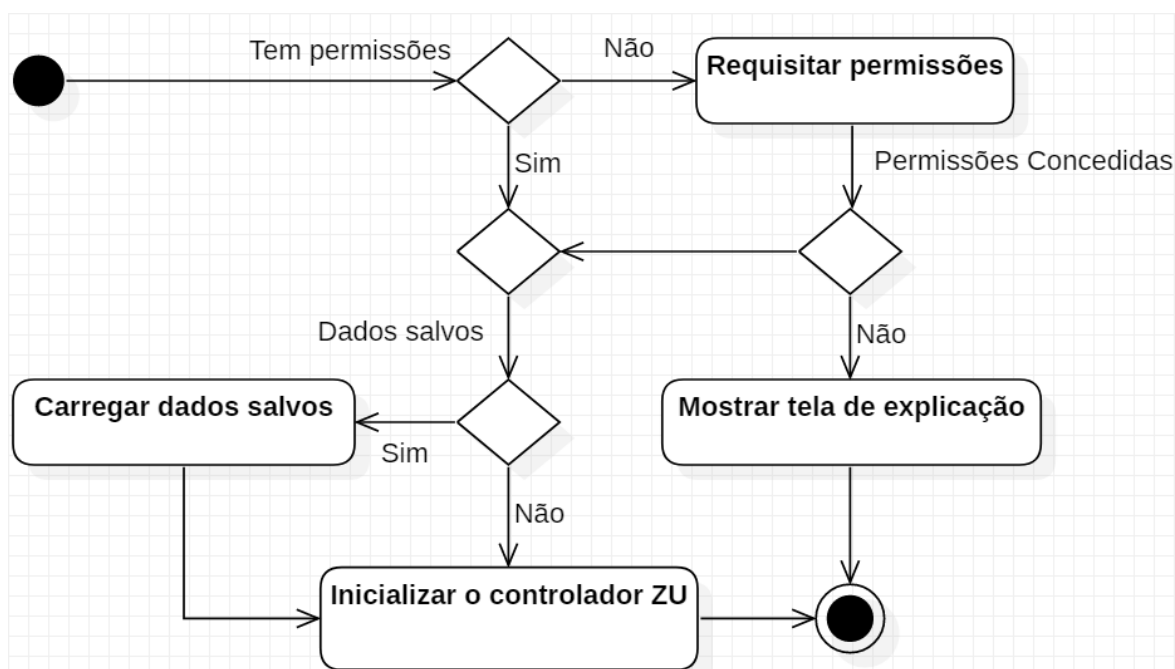 Tem permissões
Não
Requisitar permissões
Sim
Permissões Concedidas
Dados salvos
Não
Carregar dados salvos
Sim
Mostrar tela de explicação
Não
Inicializar o controlador ZU